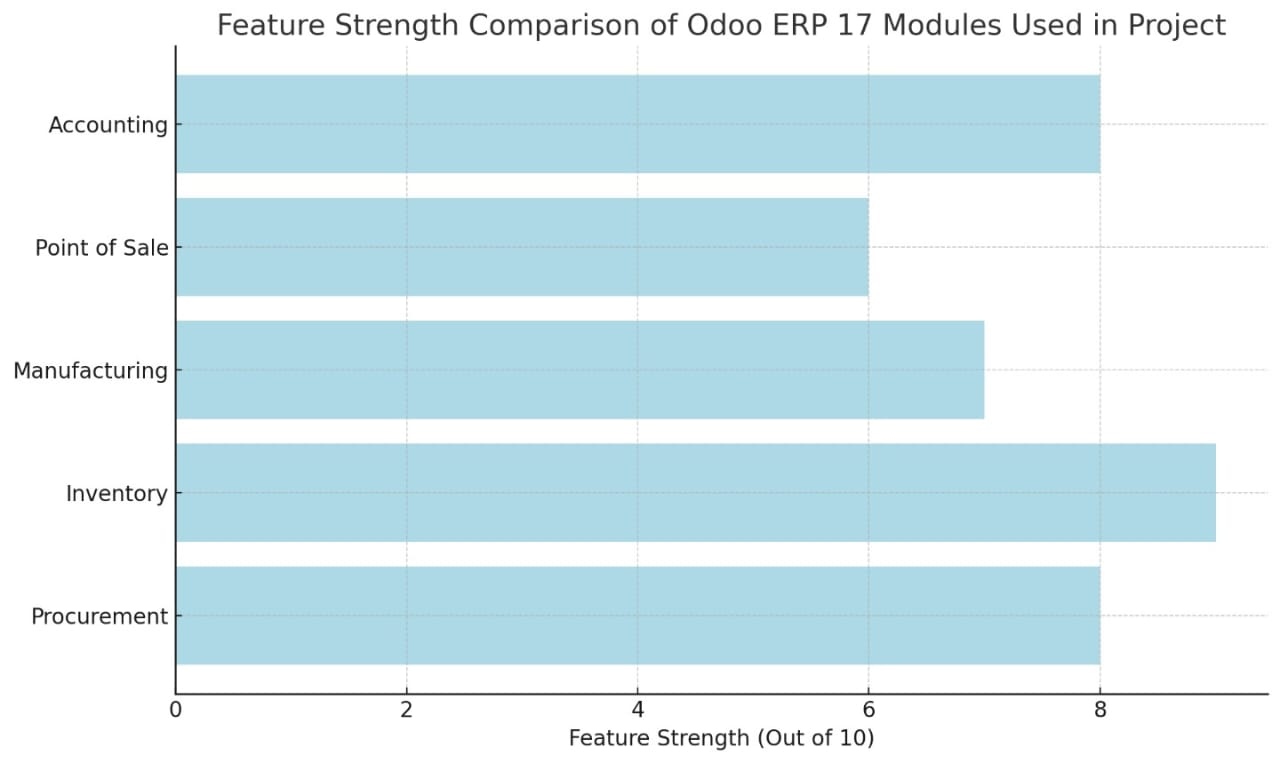 Feature Strength Comparison of Odoo ERP 17 Modules Used in Project
Accounting
Point of Sale
Manufacturing
Inventory
Procurement
0 2 4 6 8
Feature Strength (Out of 10)